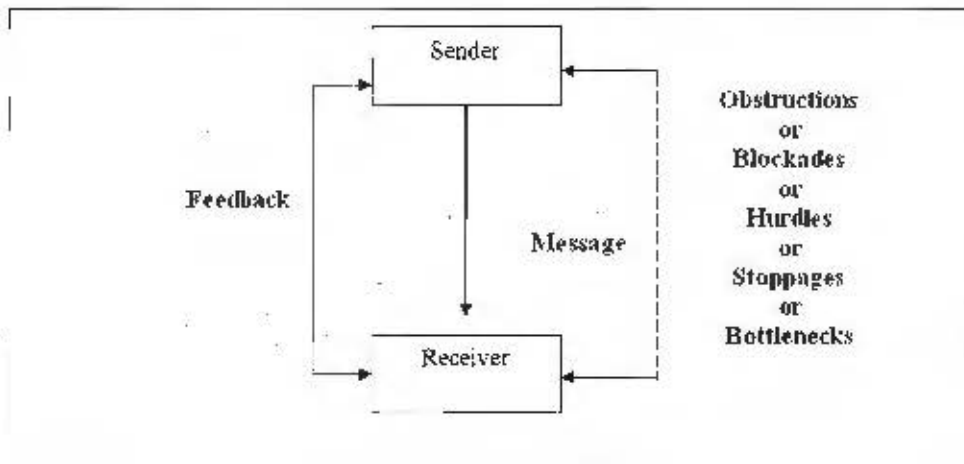 Sender
Feedback
Message
Obstructions
or
Blockades
or
Hurdles
or
Stoppages
or
Bottlenecks
Receiver